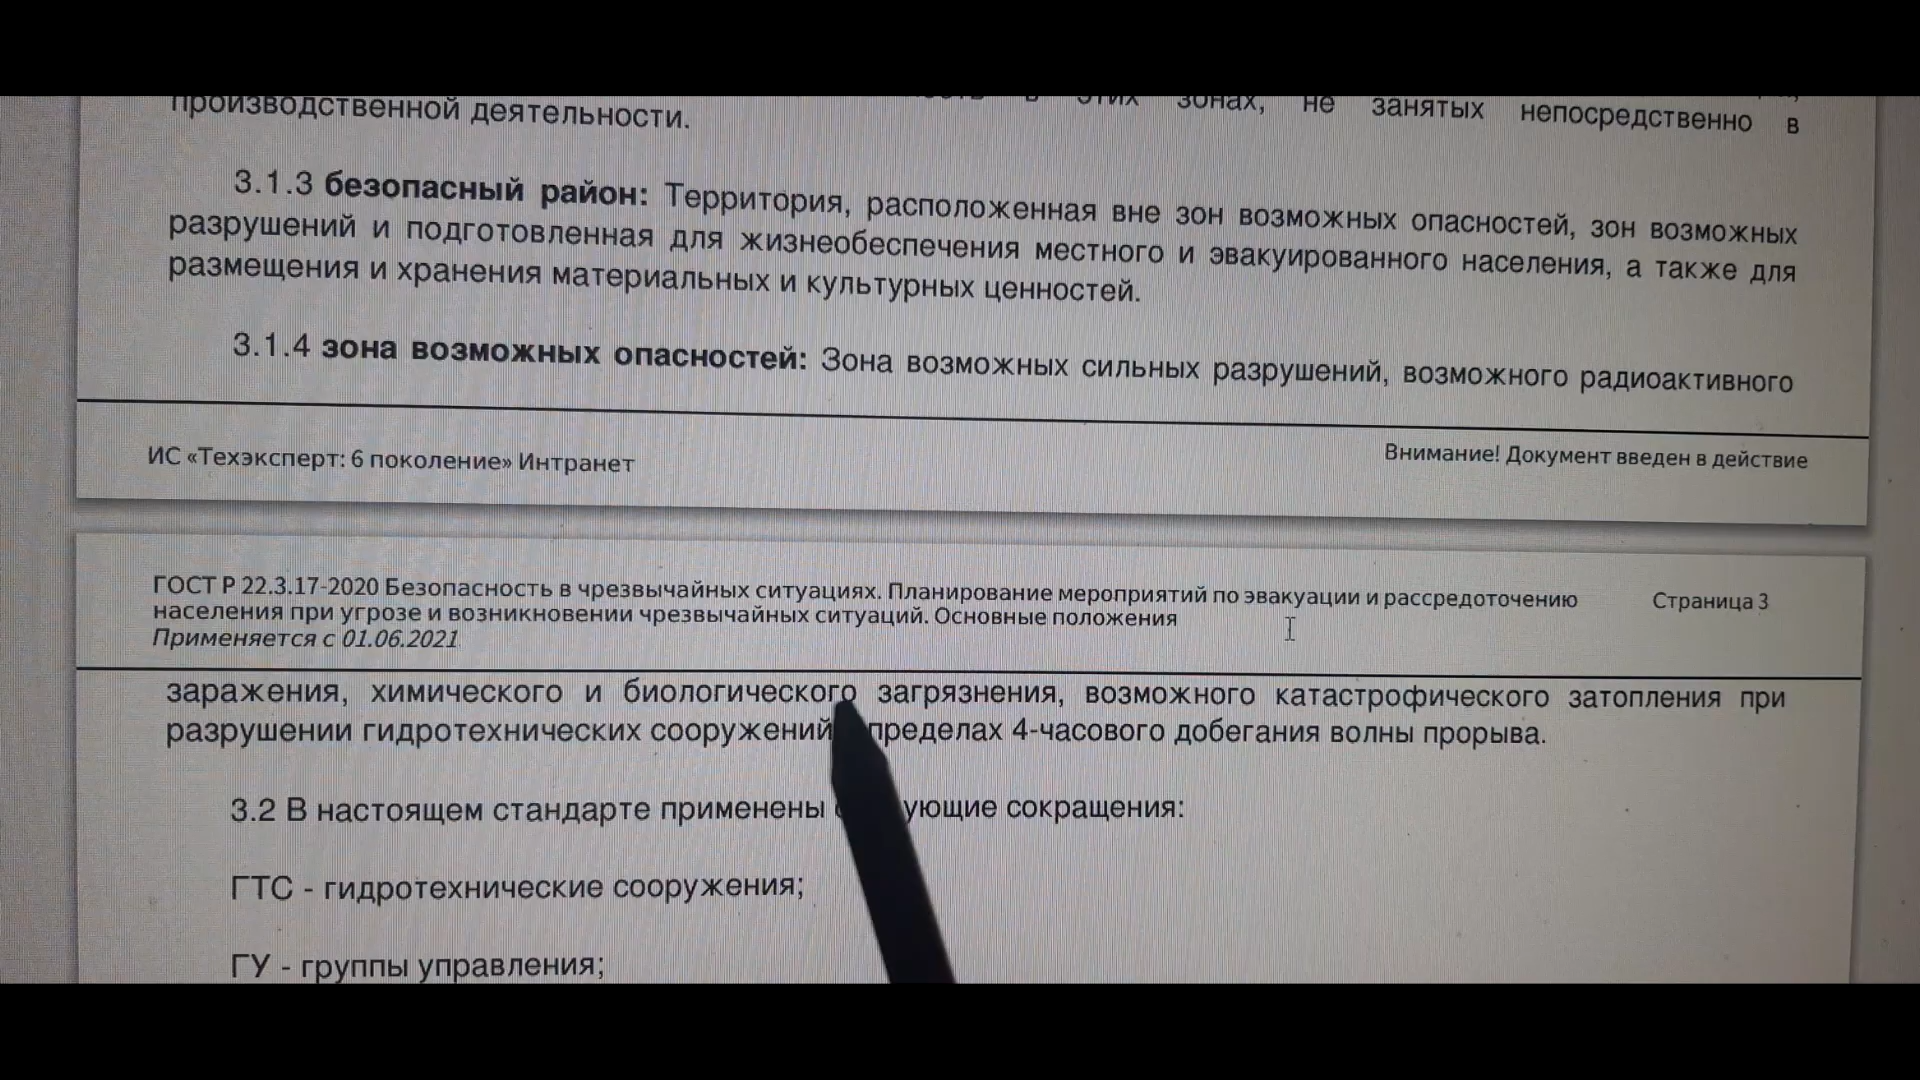 этих зонах, не занятых непосредственно в
производственной деятельности.
3.1.3 безопасный район: Территория, расположенная вне зон возможных опасностей, зон возможных
разрушений и подготовленная для жизнеобеспечения местного и эвакуированного населения, а также для
размещения и хранения материальных и культурных ценностей.
3.1.4 зона возможных опасностей: Зона возможных сильных разрушений, возможного радиоактивного
ИС «Техэксперт: 6 поколение» Интранет
Внимание! Документ введен в действие
ГОСТ Р 22.3.17-2020 Безопасность в чрезвычайных ситуациях. Планирование мероприятий по эвакуации и рассредоточению
населения при угрозе и возникновении чрезвычайных ситуаций. Основные положения
Применяется с 01.06.2021
Страница 3
заражения, химического и биологического загрязнения, возможного катастрофического затопления при
разрушении гидротехнических сооружений пределах 4-часового добегания волны прорыва.
3.2 В настоящем стандарте применены сокращения:
ГТС - гидротехнические сооружения;
ГУ - группы управления;